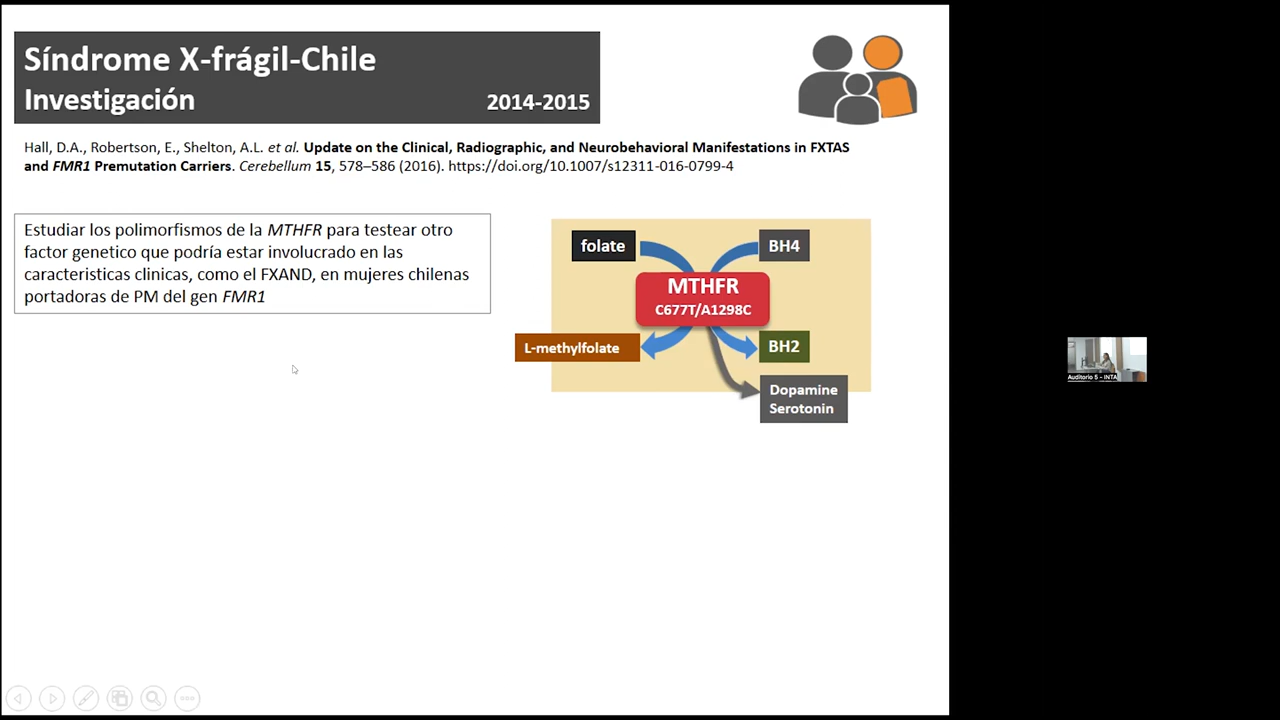 Síndrome X-frágil-Chile
Investigación 2014-2015
Hall, D.A., Robertson, E., Shelton, A.L. et al. Update on the Clinical, Radiographic, and Neurobehavioral Manifestations in FXTAS
and FMR1 Premutation Carriers. Cerebellum 15, 578–586 (2016). https://doi.org/10.1007/s12311-016-0799-4
Estudiar los polimorfismos de la MTHFR para testear otro
factor genetico que podría estar involucrado en las
caracteristicas clinicas, como el FXAND, en mujeres chilenas
portadoras de PM del gen FMR1
folate
BH4
MTHFR
C677T/A1298C
L-methylfolate
BH2
Dopamine
Serotonin
Auditorio 5 - INTA